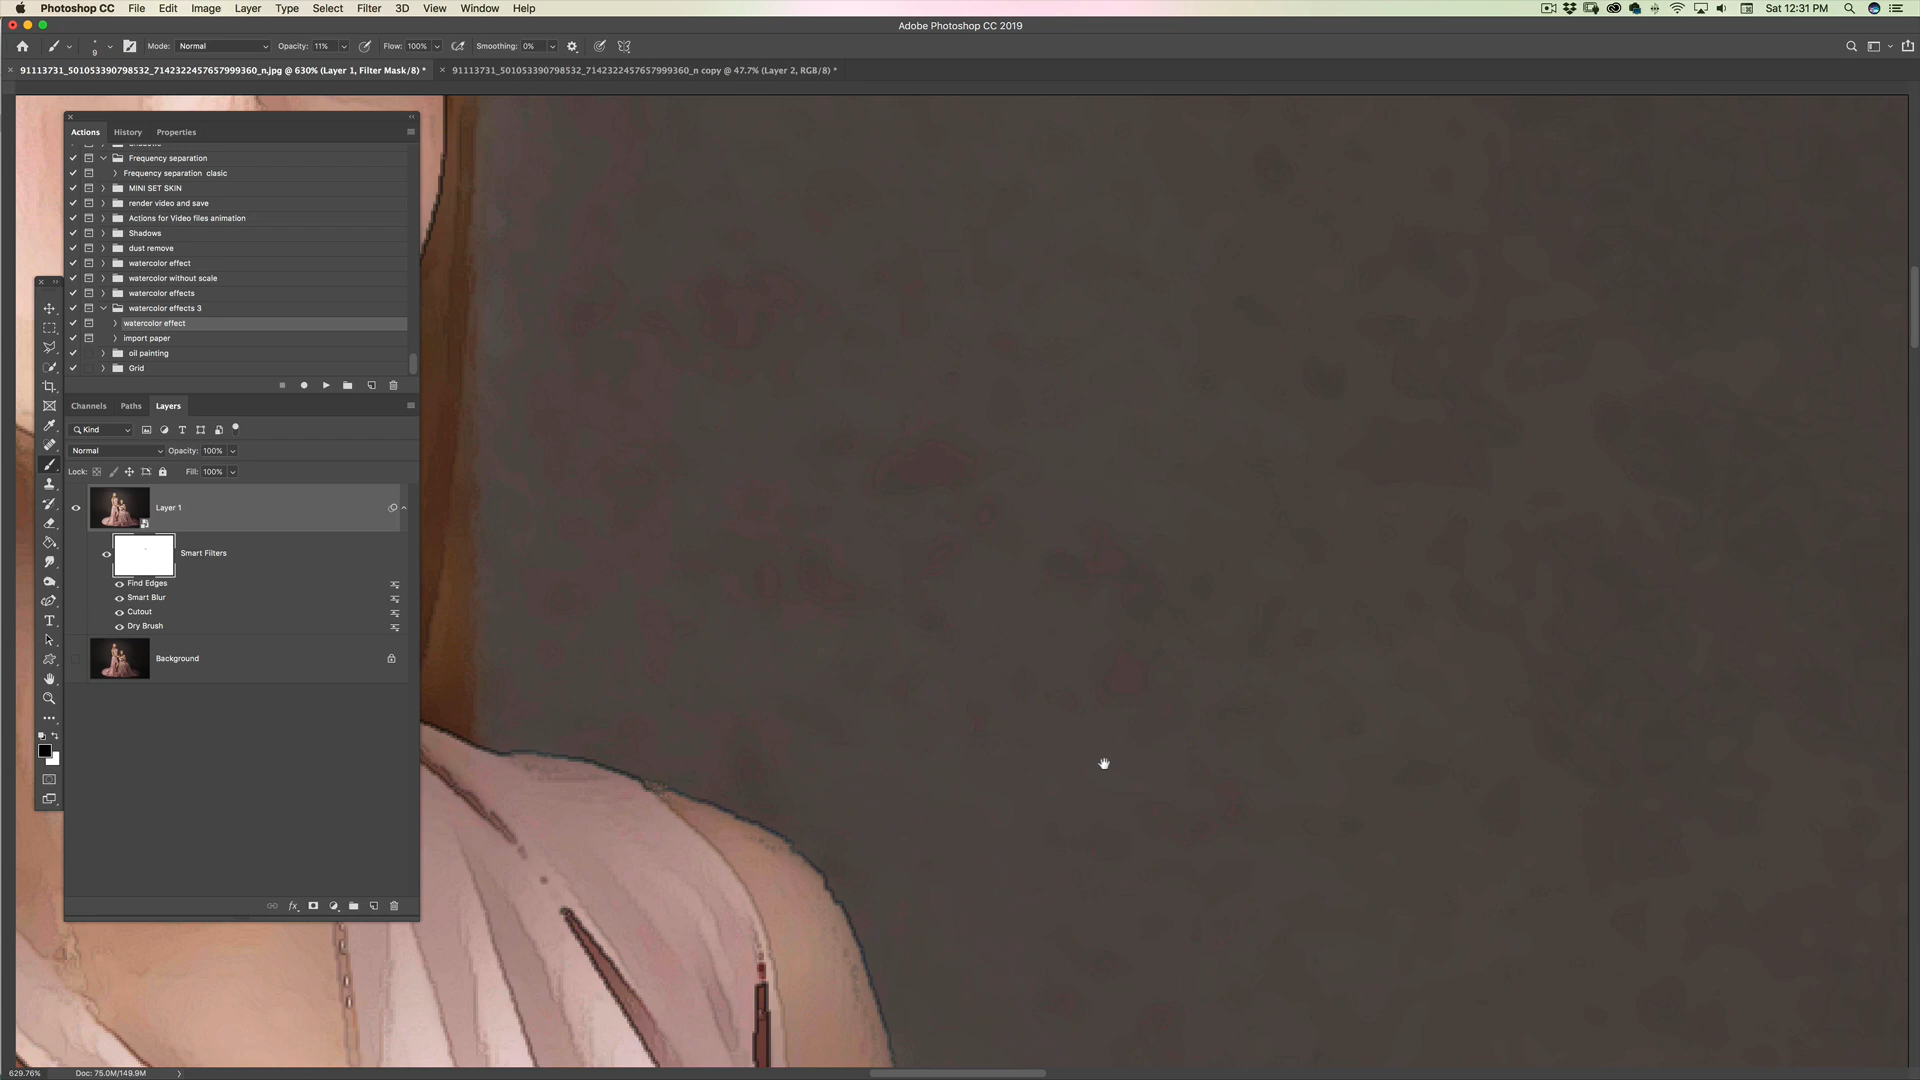 Photoshop CC File Edit Image Layer Type Select Filter 3D View Window Help Sat 12:31 PM
Adobe Photoshop CC 2019
9 Mode: Normal Opacity: 11% Flow: 100% Smoothing: 0%
91113731_501053390798532_7142322457657999360_n.jpg @ 630% (Layer 1, Filter Mask/8) * 91113731_501053390798532_7142322457657999360_n copy @ 47.7% (Layer 2, RGB/8) *
Actions History Properties
Shadows
Frequency separation
Frequency separation clasic
MINI SET SKIN
render video and save
Actions for Video files animation
Shadows
dust remove
watercolor effect
watercolor without scale
watercolor effects
watercolor effects 3
watercolor effect
import paper
oil painting
Grid
Channels Paths Layers
Kind
Normal Opacity: 100%
Lock: Fill: 100%
Layer 1
Smart Filters
Find Edges
Smart Blur
Cutout
Dry Brush
Background
fx
629.76% Doc: 75.0M/149.9M